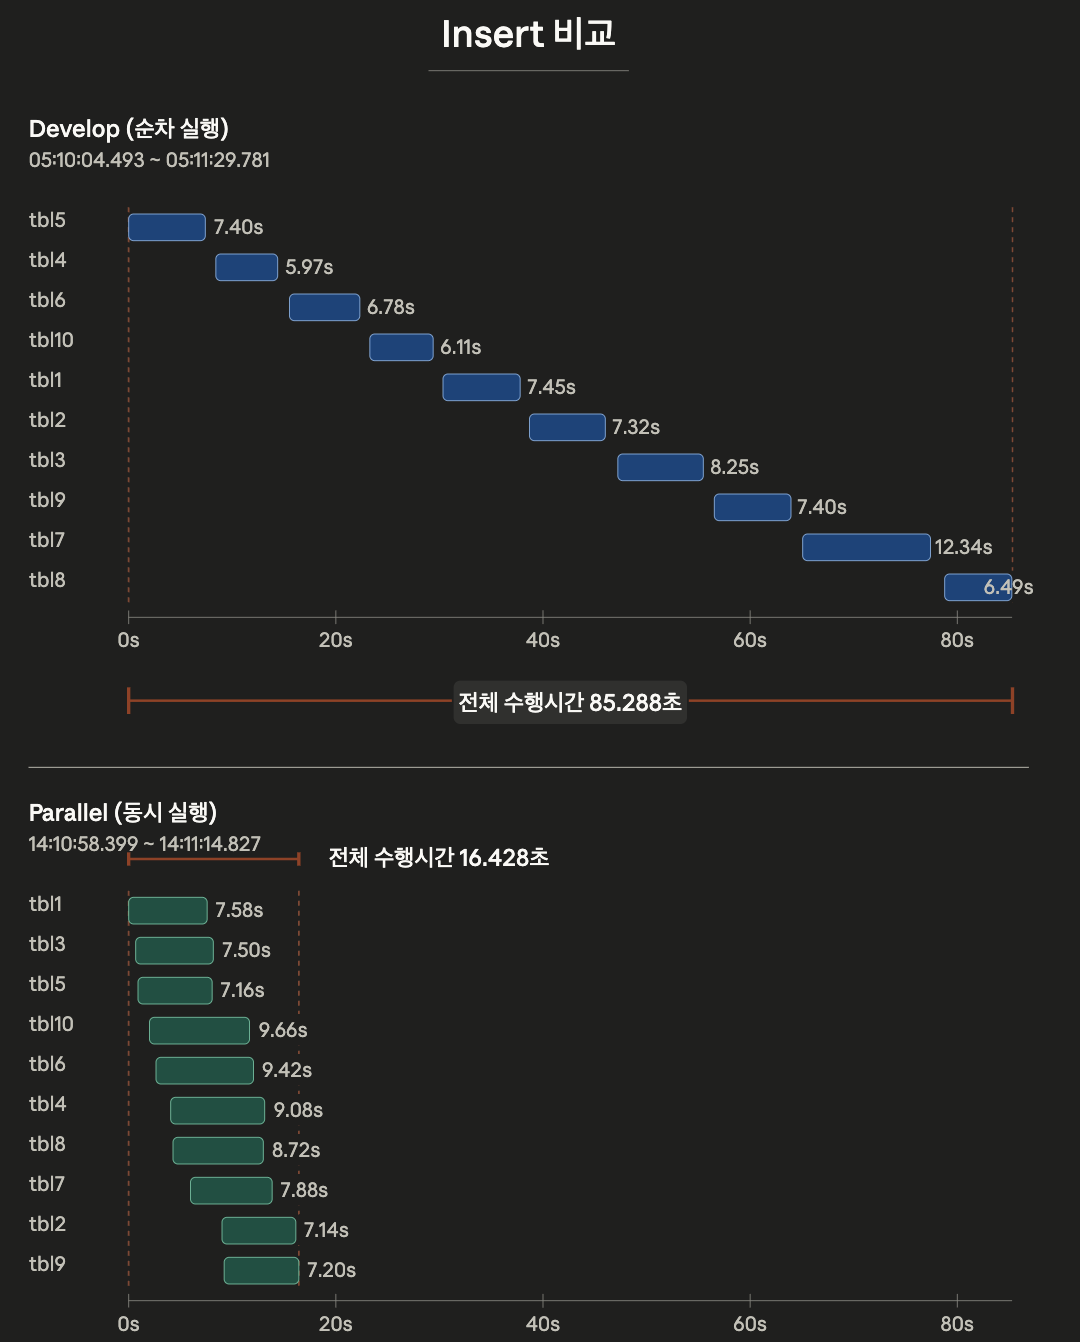 Insert 비교
Develop (순차 실행)
05:10:04.493 ~ 05:11:29.781
tbl5 7.40s
tbl4 5.97s
tbl6 6.78s
tbl10 6.11s
tbl1 7.45s
tbl2 7.32s
tbl3 8.25s
tbl9 7.40s
tbl7 12.34s
tbl8 6.49s
0s 20s 40s 60s 80s
전체 수행시간 85.288초
Parallel (동시 실행)
14:10:58.399 ~ 14:11:14.827
전체 수행시간 16.428초
tbl1 7.58s
tbl3 7.50s
tbl5 7.16s
tbl10 9.66s
tbl6 9.42s
tbl4 9.08s
tbl8 8.72s
tbl7 7.88s
tbl2 7.14s
tbl9 7.20s
0s 20s 40s 60s 80s